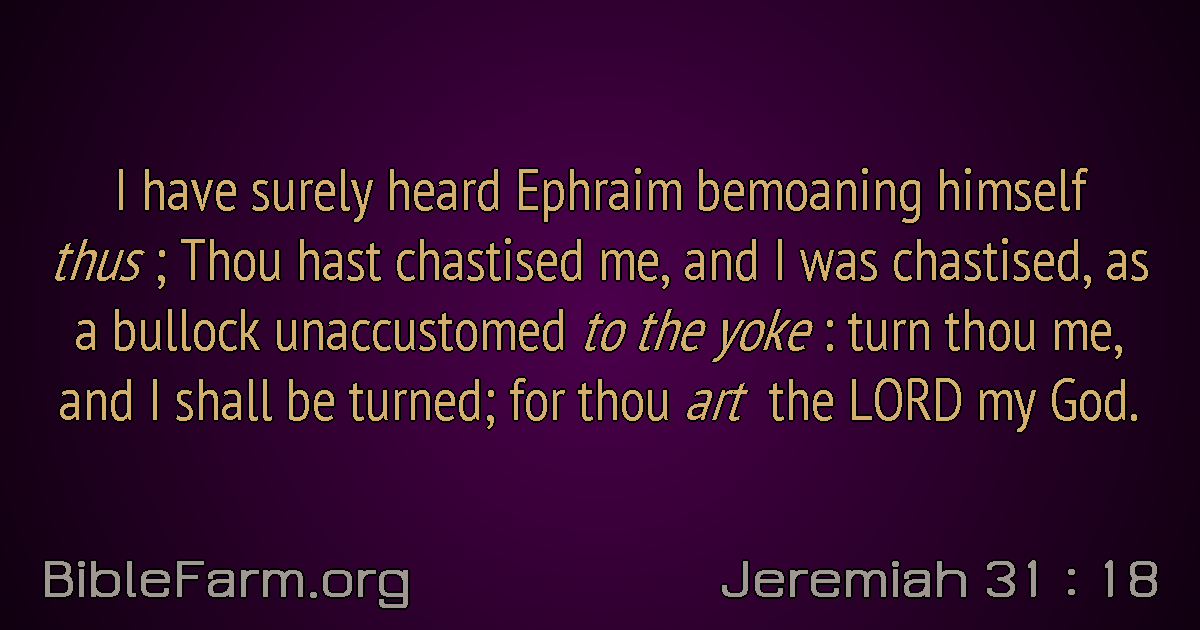 I have surely heard Ephraim bemoaning himself
thus ; Thou hast chastised me, and I was chastised, as
a bullock unaccustomed to the yoke : turn thou me,
and I shall be turned; for thou art  the LORD my God.
BibleFarm.org
Jeremiah 31 : 18